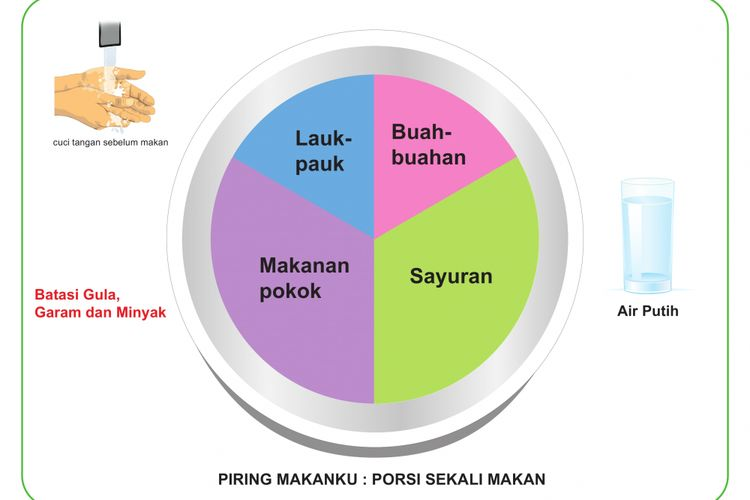 cuci tangan sebelum makan
Lauk-
pauk
Buah-
buahan
Makanan
pokok
Sayuran
Batasi Gula,
Garam dan Minyak
Air Putih
PIRING MAKANKU : PORSI SEKALI MAKAN